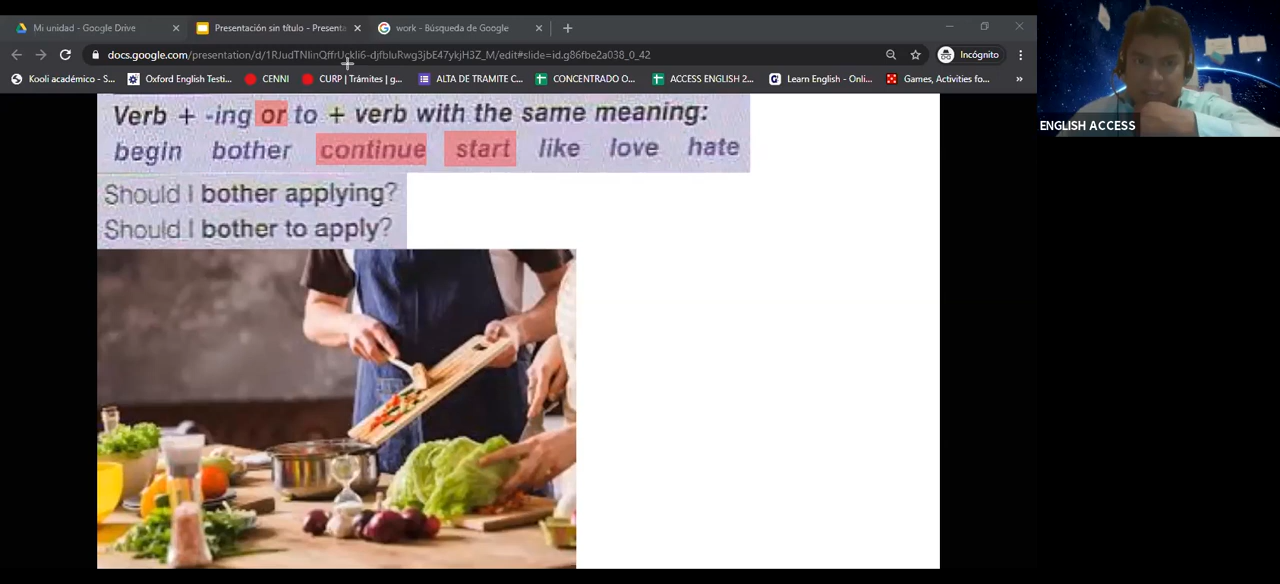 Mi unidad - Google Drive
Presentación sin título - Presenta
work - Búsqueda de Google
Incógnito
Kooli académico - S...
Oxford English Testi...
CENNI
CURP | Trámites | g...
ALTA DE TRAMITE C...
CONCENTRADO O...
ACCESS ENGLISH 2...
Learn English - Onli...
Games, Activities fo...
»
ENGLISH ACCESS
Verb + -ing or to + verb with the same meaning:
begin bother continue start like love hate
Should I bother applying?
Should I bother to apply?